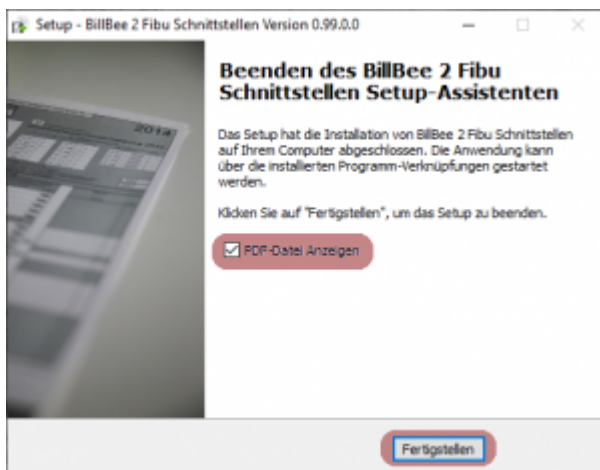 Setup - BillBee 2 Fibu Schnittstellen Version 0.99.0.0
Beenden des BillBee 2 Fibu
Schnittstellen Setup-Assistenten
2014
Das Setup hat die Installation von BillBee 2 Fibu Schnittstellen
auf Ihrem Computer abgeschlossen. Die Anwendung kann
über die installierten Programm-Verknüpfungen gestartet
werden.
Klicken Sie auf "Fertigstellen", um das Setup zu beenden.
PDF-Datei Anzeigen
Fertigstellen